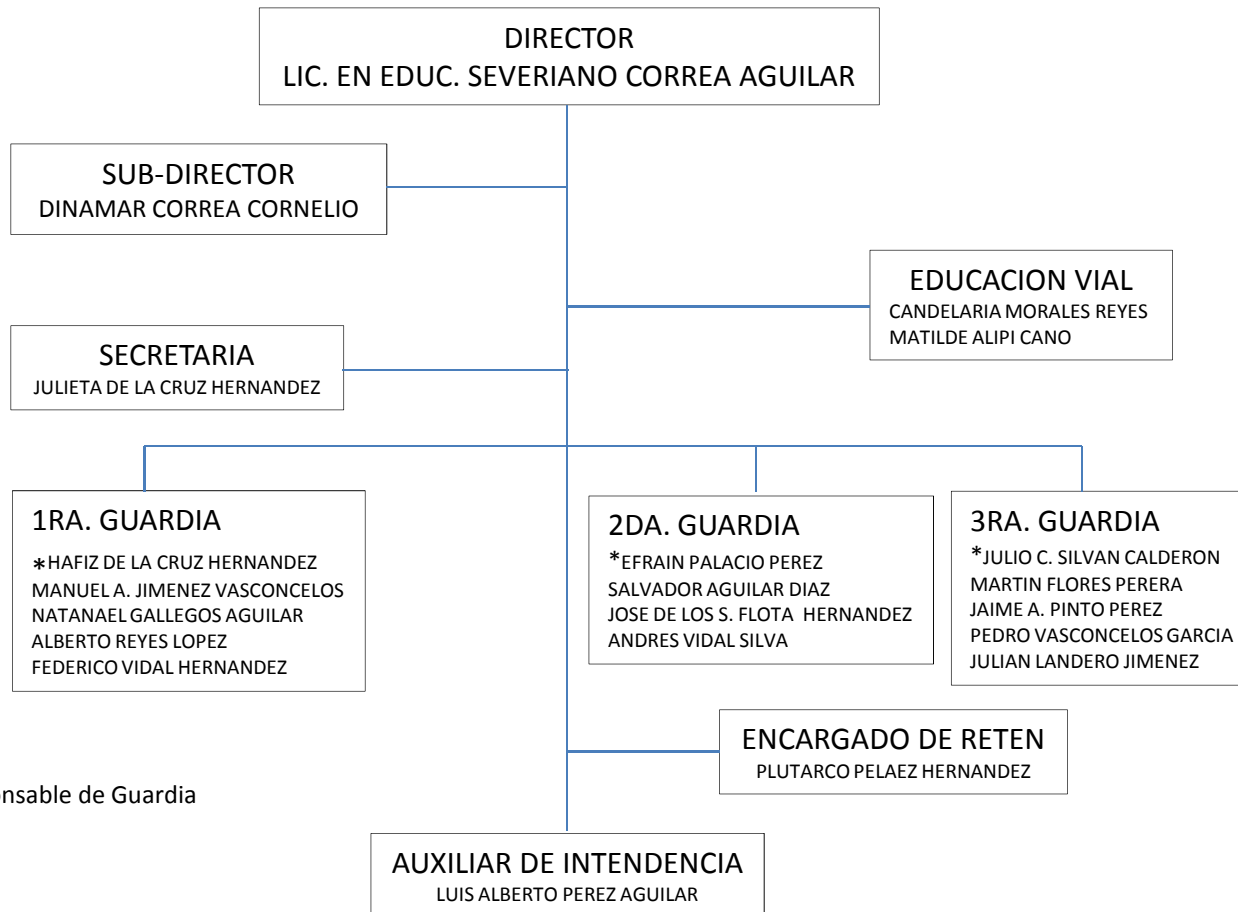 DIRECTOR
LIC. EN EDUC. SEVERIANO CORREA AGUILAR
SUB-DIRECTOR
DINAMAR CORREA CORNELIO
EDUCACION VIAL
CANDELARIA MORALES REYES
MATILDE ALIPI CANO
SECRETARIA
JULIETA DE LA CRUZ HERNANDEZ
1RA. GUARDIA
*HAFIZ DE LA CRUZ HERNANDEZ
MANUEL A. JIMENEZ VASCONCELOS
NATANAEL GALLEGOS AGUILAR
ALBERTO REYES LOPEZ
FEDERICO VIDAL HERNANDEZ
2DA. GUARDIA
*EFRAIN PALACIO PEREZ
SALVADOR AGUILAR DIAZ
JOSE DE LOS S. FLOTA HERNANDEZ
ANDRES VIDAL SILVA
3RA. GUARDIA
*JULIO C. SILVAN CALDERON
MARTIN FLORES PERERA
JAIME A. PINTO PEREZ
PEDRO VASCONCELOS GARCIA
JULIAN LANDERO JIMENEZ
ENCARGADO DE RETEN
PLUTARCO PELAEZ HERNANDEZ
onsable de Guardia
AUXILIAR DE INTENDENCIA
LUIS ALBERTO PEREZ AGUILAR